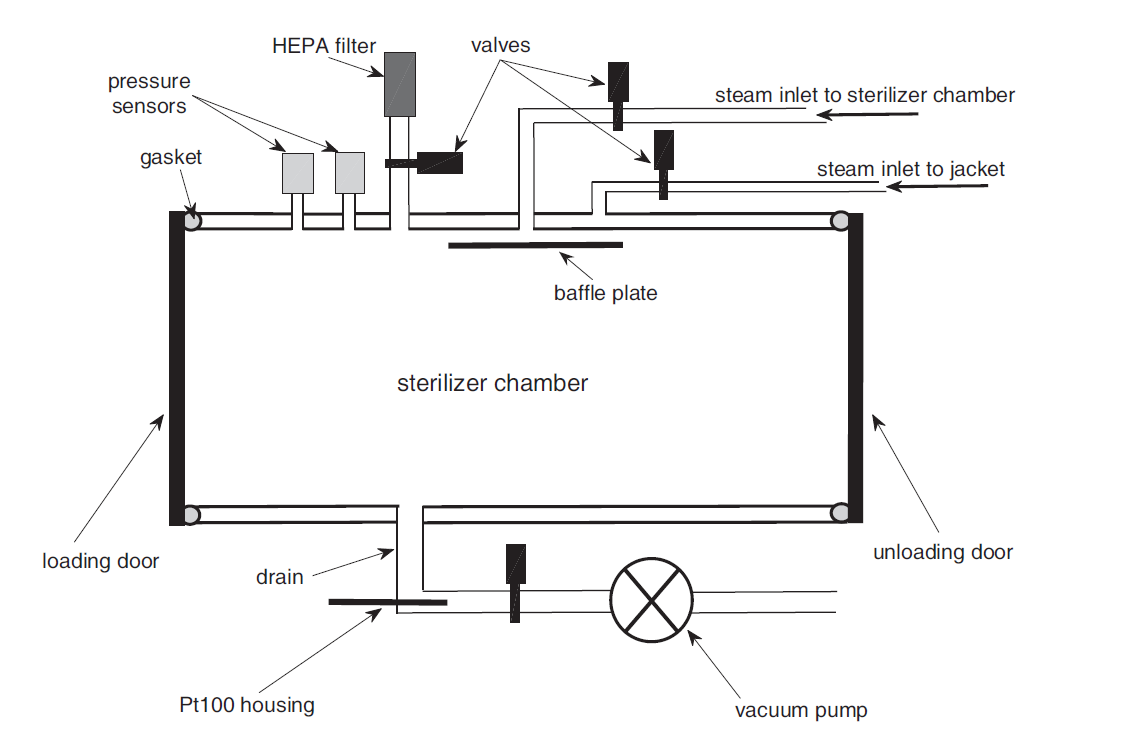 HEPA filter
valves
pressure
sensors
steam inlet to sterilizer chamber
gasket
steam inlet to jacket
baffle plate
sterilizer chamber
loading door
unloading door
drain
Pt100 housing
vacuum pump